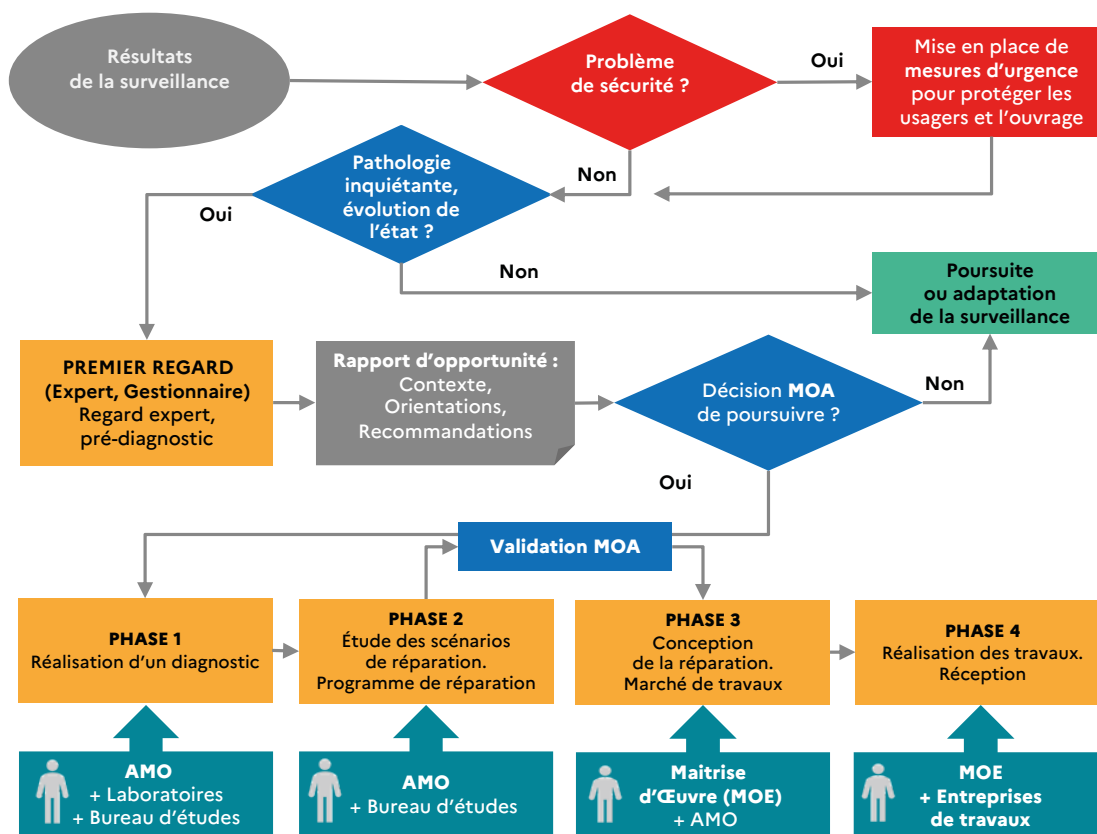 Résultats
de la surveillance
Problème
de sécurité ?
Oui
Mise en place de
mesures d'urgence
pour protéger les
usagers et l'ouvrage
Pathologie
inquiétante,
évolution de
l'état ?
Non
Oui
Non
Poursuite
ou adaptation
de la surveillance
PREMIER REGARD
(Expert, Gestionnaire)
Regard expert,
pré-diagnostic
Rapport d'opportunité :
Contexte,
Orientations,
Recommandations
Décision MOA
de poursuivre ?
Non
Oui
Validation MOA
PHASE 1
Réalisation d'un diagnostic
PHASE 2
Étude des scénarios
de réparation.
Programme de réparation
PHASE 3
Conception
de la réparation.
Marché de travaux
PHASE 4
Réalisation des travaux.
Réception
AMO
+ Laboratoires
+ Bureau d'études
AMO
+ Bureau d'études
Maitrise
d'Œuvre (MOE)
+ AMO
MOE
+ Entreprises
de travaux